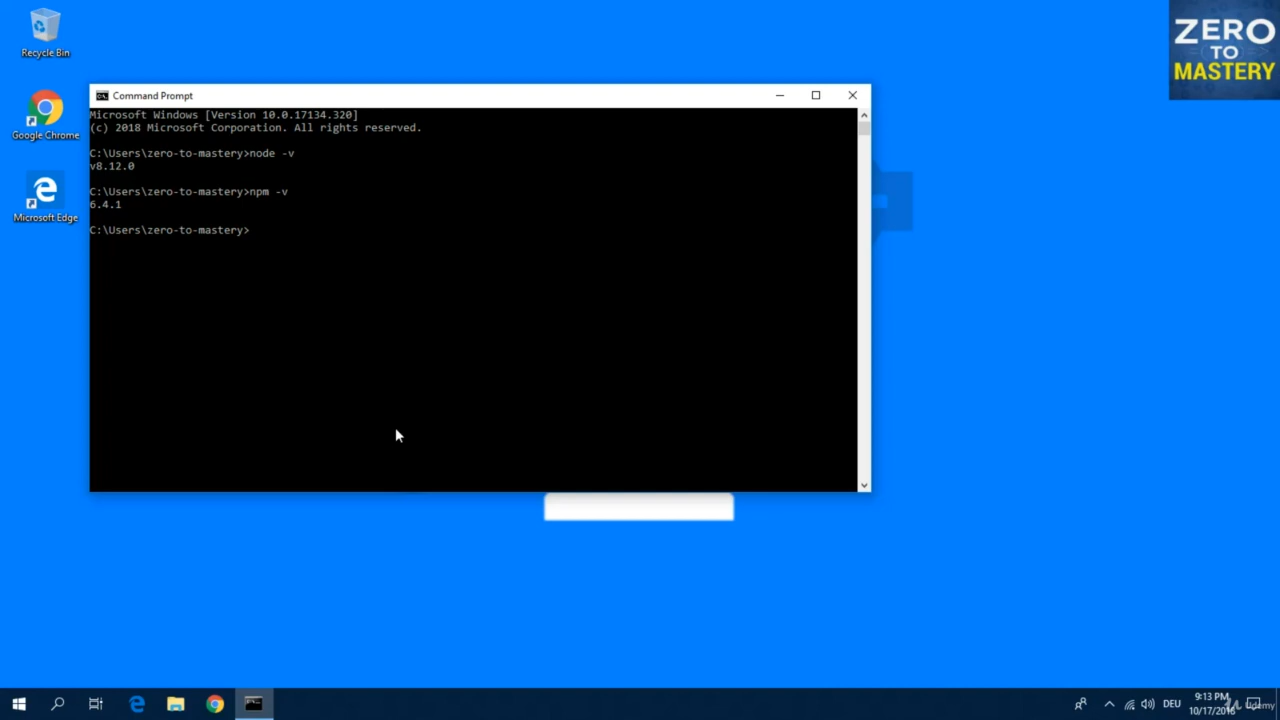 Recycle Bin
ZERO
TO
MASTERY
Command Prompt
Microsoft Windows [Version 10.0.17134.320]
(c) 2018 Microsoft Corporation. All rights reserved.
Google Chrome
C:\Users\zero-to-mastery>node -v
v8.12.0
C:\Users\zero-to-mastery>npm -v
6.4.1
Microsoft Edge
C:\Users\zero-to-mastery>
DEU
9:13 PM
10/17/2018
Udemy